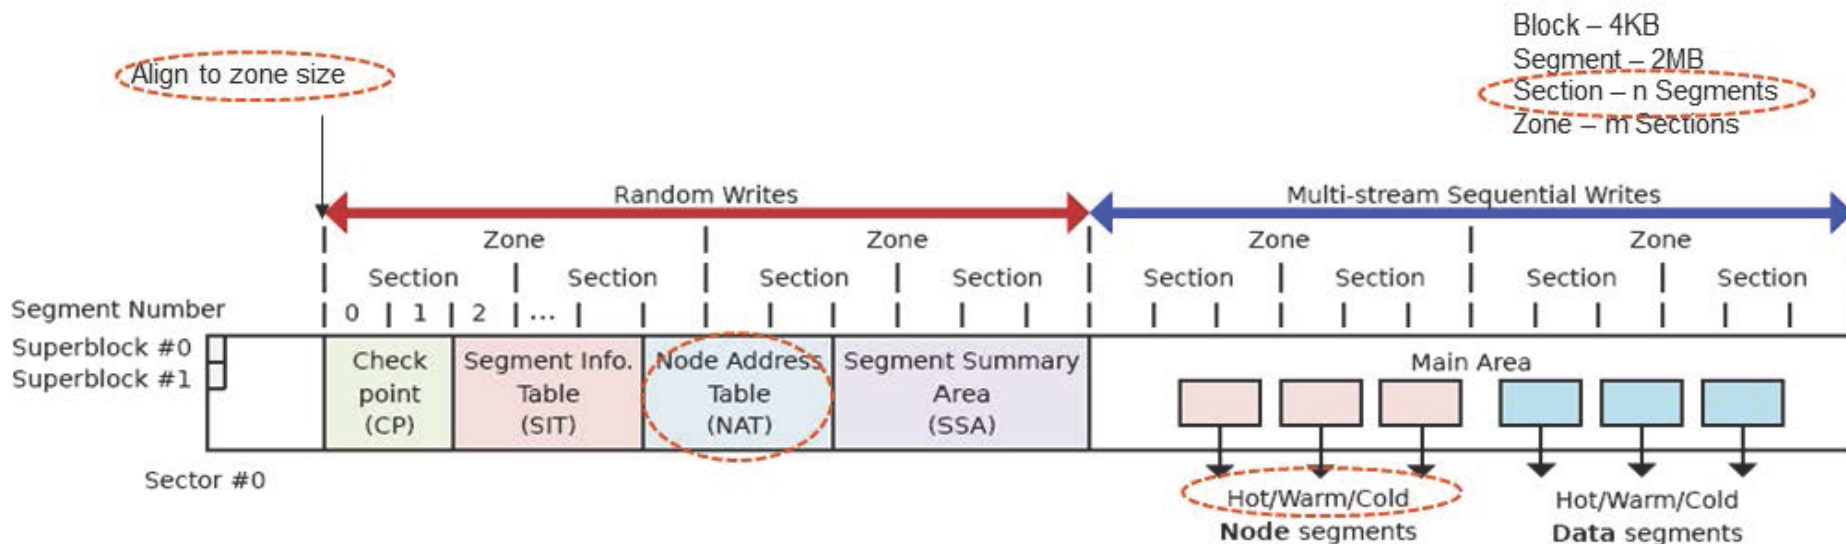 Block – 4KB
Segment – 2MB
Section – n Segments
Zone – m Sections
Align to zone size
Random Writes
Multi-stream Sequential Writes
Zone
Zone
Zone
Zone
Section
Section
Section
Section
Section
Section
Section
Section
Segment Number
0
1
2
...
Superblock #0
Superblock #1
Check
point
(CP)
Segment Info.
Table
(SIT)
Node Address
Table
(NAT)
Segment Summary
Area
(SSA)
Main Area
Sector #0
Hot/Warm/Cold
Node segments
Hot/Warm/Cold
Data segments